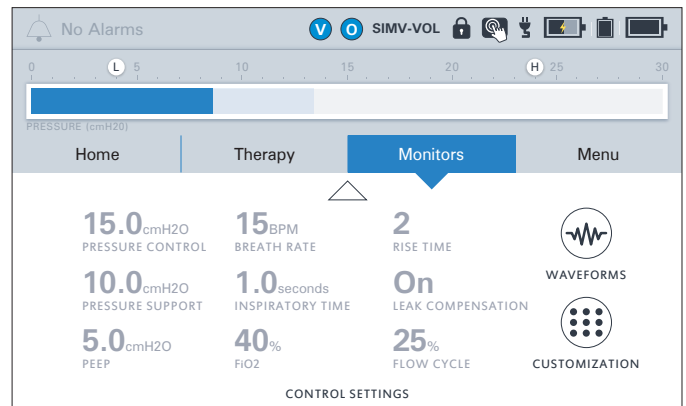 No Alarms V O SIMV-VOL
0 L 5 10 15 20 H 25 30
PRESSURE (cmH20)
Home Therapy Monitors Menu
15.0cmH2O 15BPM 2
PRESSURE CONTROL BREATH RATE RISE TIME
WAVEFORMS
10.0cmH2O 1.0seconds On
PRESSURE SUPPORT INSPIRATORY TIME LEAK COMPENSATION
5.0cmH2O 40% 25%
PEEP FiO2 FLOW CYCLE CUSTOMIZATION
CONTROL SETTINGS